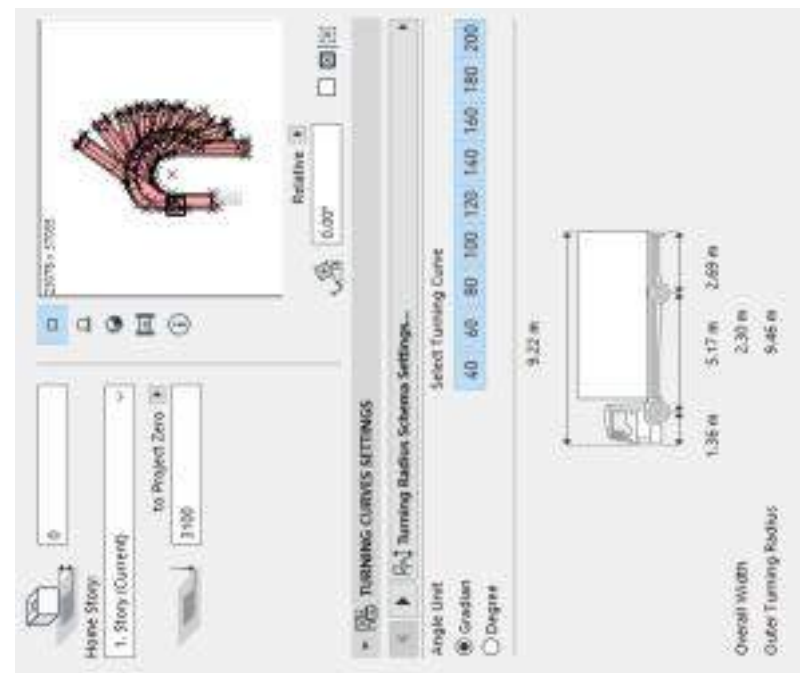 0
Home Story:
1. Story (Current)
to Project Zero
3100
Relative
0.00°
TURNING CURVES SETTINGS
Turning Radius Schema Settings...
Angle Unit
Gradian
Degree
Select Turning Curve
40 60 80 100 120 140 160 180 200
9.22 m
1.36 m 5.17 m 2.69 m
Overall Width 2.30 m
Outer Turning Radius 9.46 m